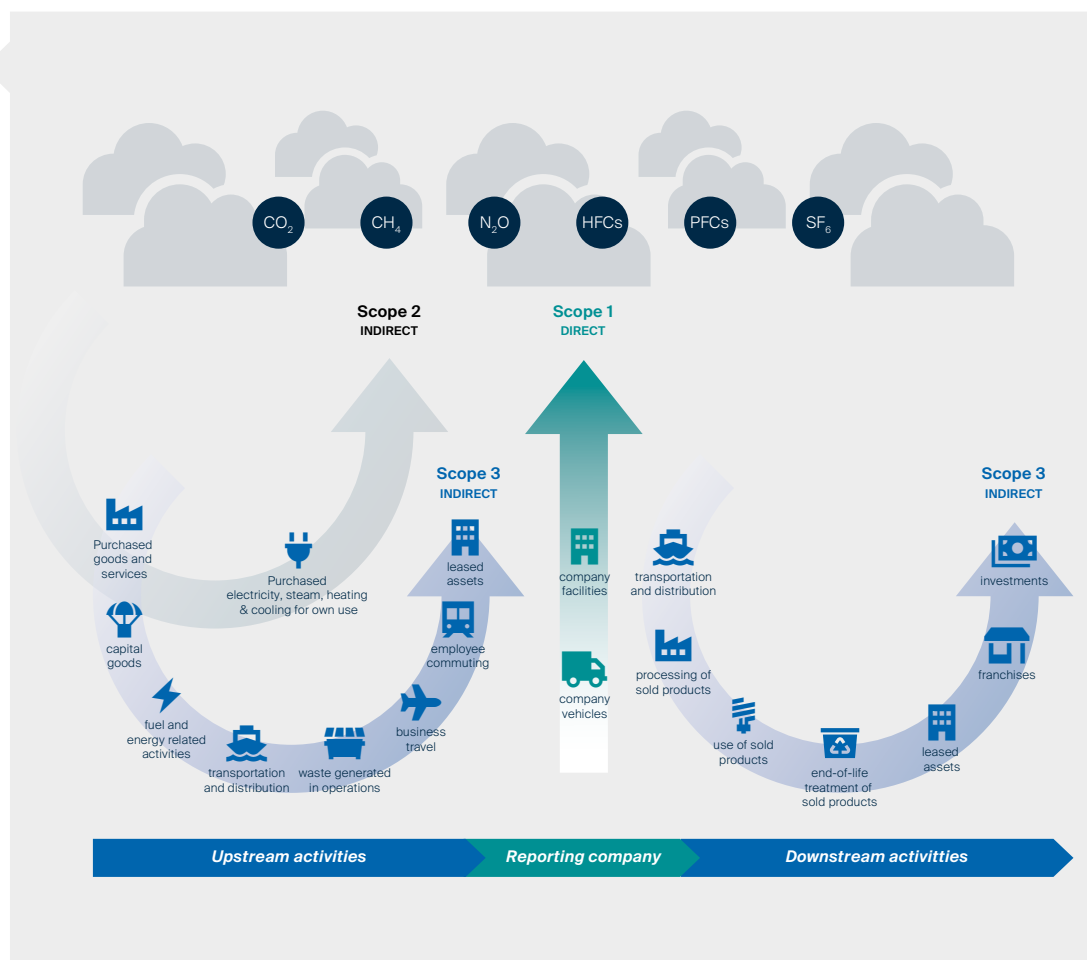 CO₂
CH₄
N₂O
HFCs
PFCs
SF₆
Scope 2
INDIRECT
Scope 1
DIRECT
Scope 3
INDIRECT
Scope 3
INDIRECT
Purchased
goods and
services
capital
goods
fuel and
energy related
activities
transportation
and distribution
waste generated
in operations
business
travel
employee
commuting
leased
assets
Purchased
electricity, steam, heating
& cooling for own use
company
facilities
company
vehicles
transportation
and distribution
processing of
sold products
use of sold
products
end-of-life
treatment of
sold products
leased
assets
franchises
investments
Upstream activities
Reporting company
Downstream activitties